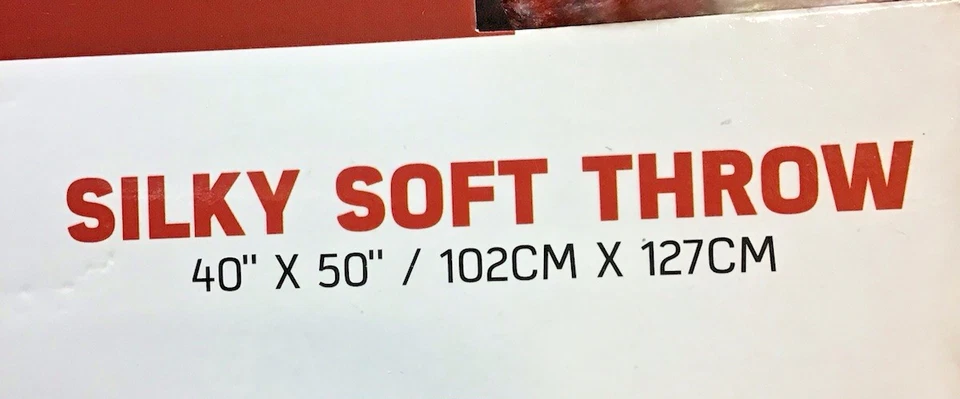 SILKY SOFT THROW
40" X 50" / 102CM X 127CM